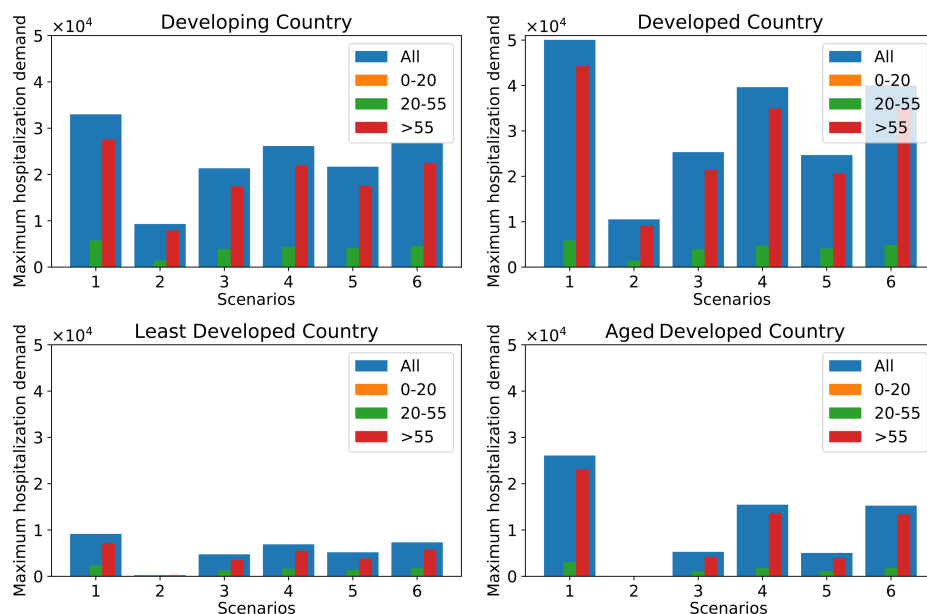 Developing Country
×10⁴
Maximum hospitalization demand
5
4
3
2
1
0
All
0-20
20-55
>55
1 2 3 4 5 6
Scenarios
Developed Country
×10⁴
Maximum hospitalization demand
5
4
3
2
1
0
All
0-20
20-55
>55
1 2 3 4 5 6
Scenarios
Least Developed Country
×10⁴
Maximum hospitalization demand
5
4
3
2
1
0
All
0-20
20-55
>55
1 2 3 4 5 6
Scenarios
Aged Developed Country
×10⁴
Maximum hospitalization demand
5
4
3
2
1
0
All
0-20
20-55
>55
1 2 3 4 5 6
Scenarios